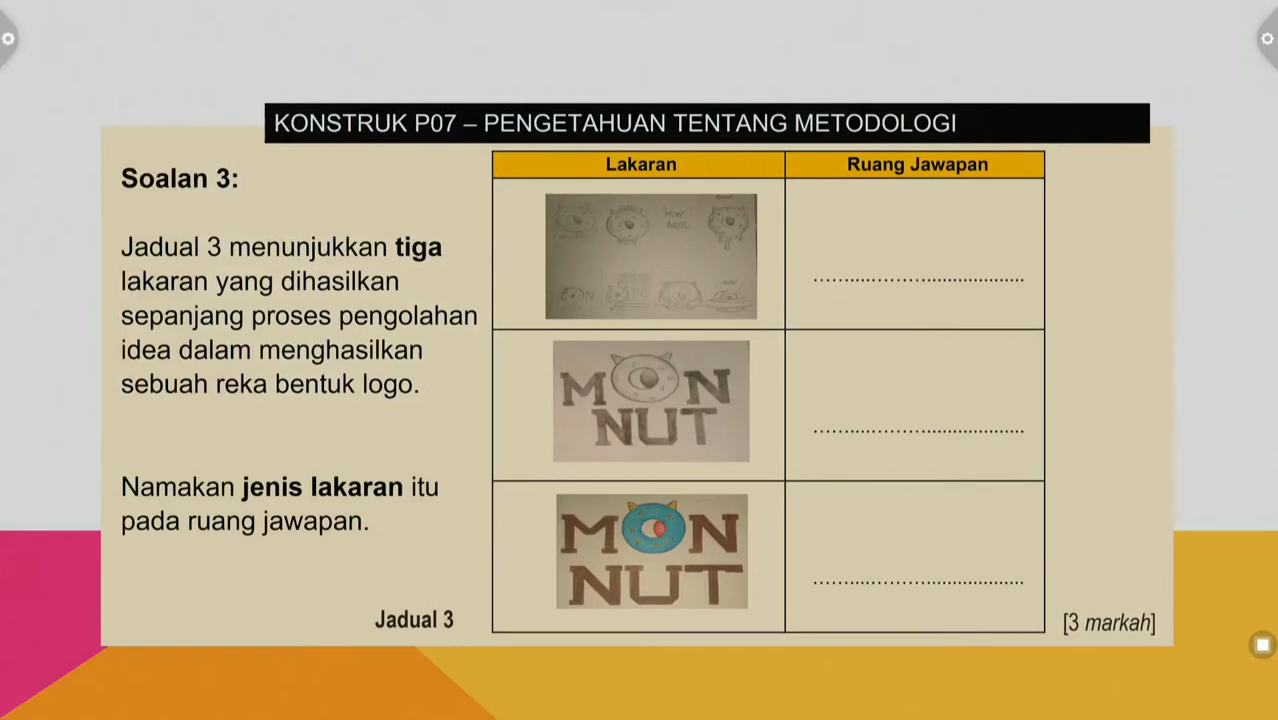 KONSTRUK P07 – PENGETAHUAN TENTANG METODOLOGI
Soalan 3:
Jadual 3 menunjukkan tiga
lakaran yang dihasilkan
sepanjang proses pengolahan
idea dalam menghasilkan
sebuah reka bentuk logo.
Namakan jenis lakaran itu
pada ruang jawapan.
Jadual 3
Lakaran
Ruang Jawapan
M N
NUT
M N
NUT
[3 markah]